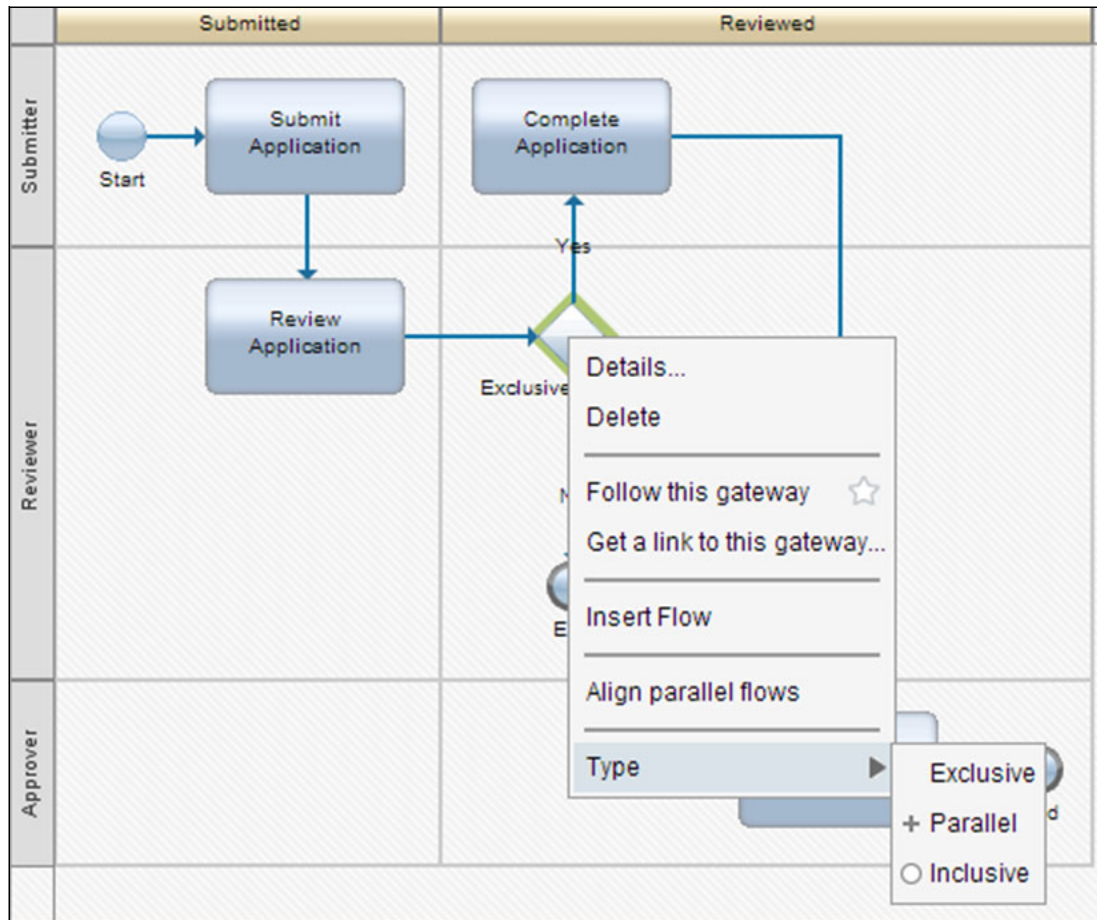 Submitted
Reviewed
Submitter
Submit
Application
Complete
Application
Start
Yes
Reviewer
Review
Application
Exclusive
Details...
Delete
Follow this gateway
Get a link to this gateway...
Insert Flow
Align parallel flows
Type
Approver
Exclusive
Parallel
Inclusive